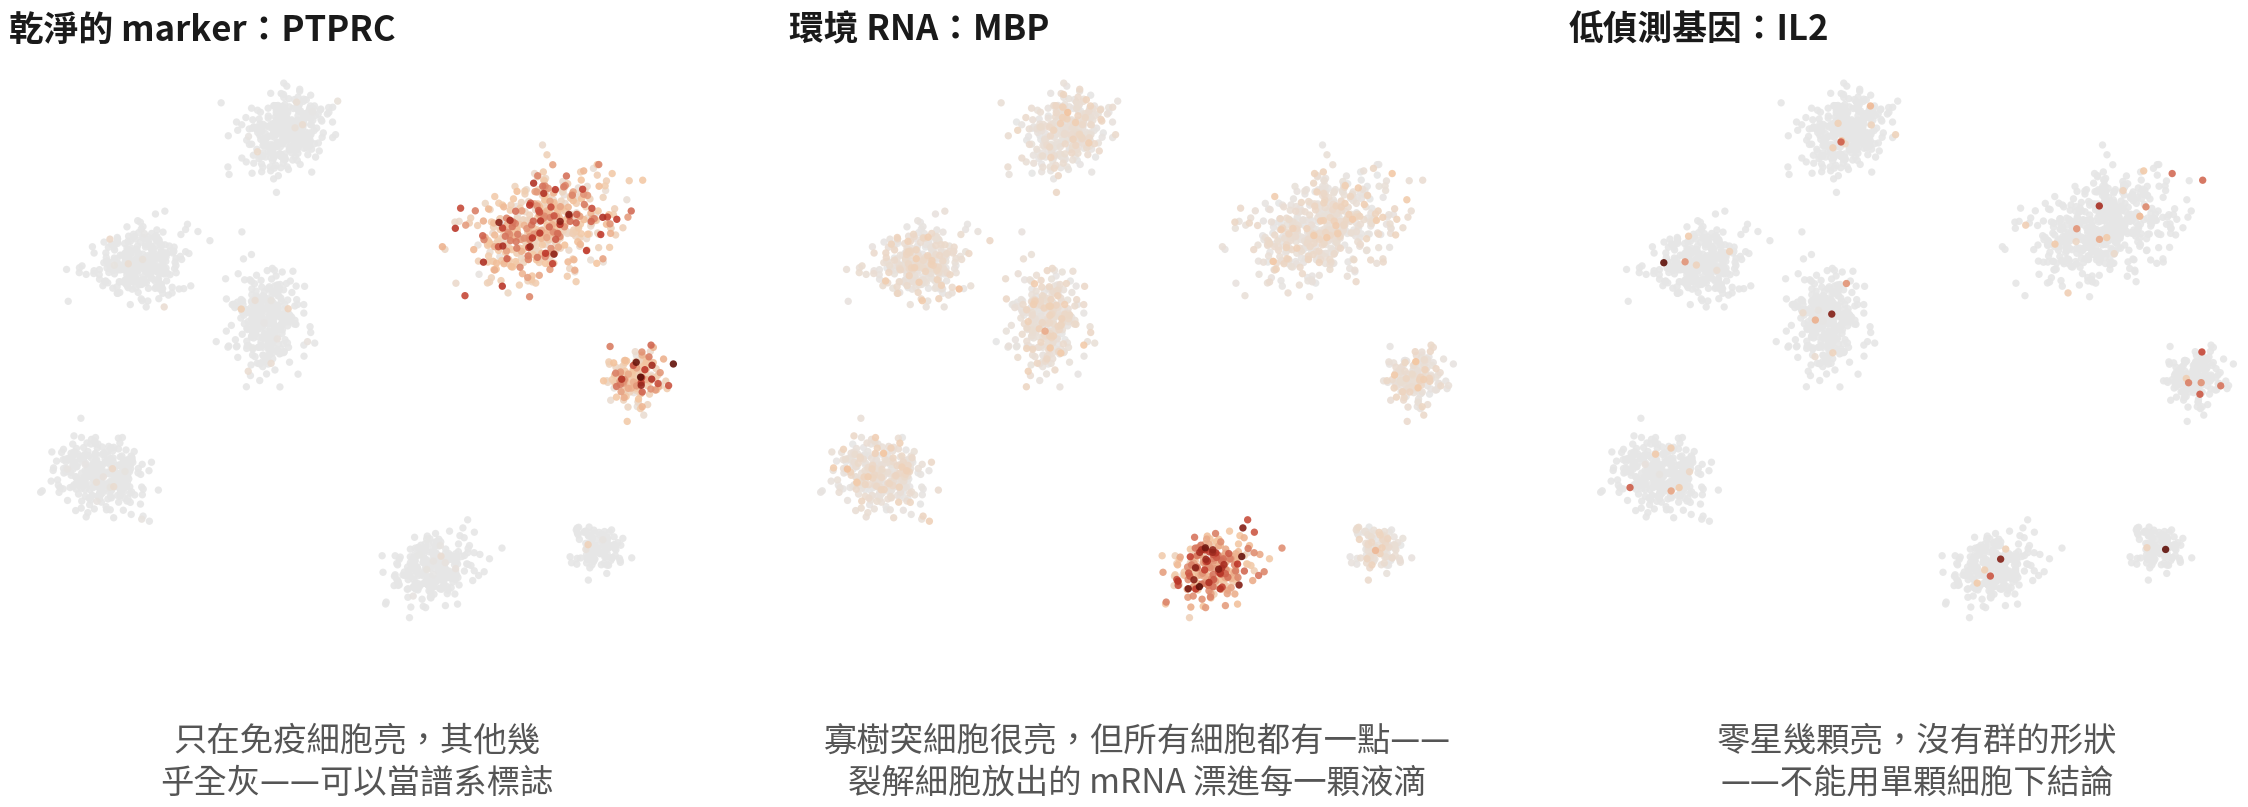 乾淨的 marker：PTPRC
環境 RNA：MBP
低偵測基因：IL2
只在免疫細胞亮，其他幾
乎全灰——可以當譜系標誌
寡樹突細胞很亮，但所有細胞都有一點——
裂解細胞放出的 mRNA 漂進每一顆液滴
零星幾顆亮，沒有群的形狀
——不能用單顆細胞下結論